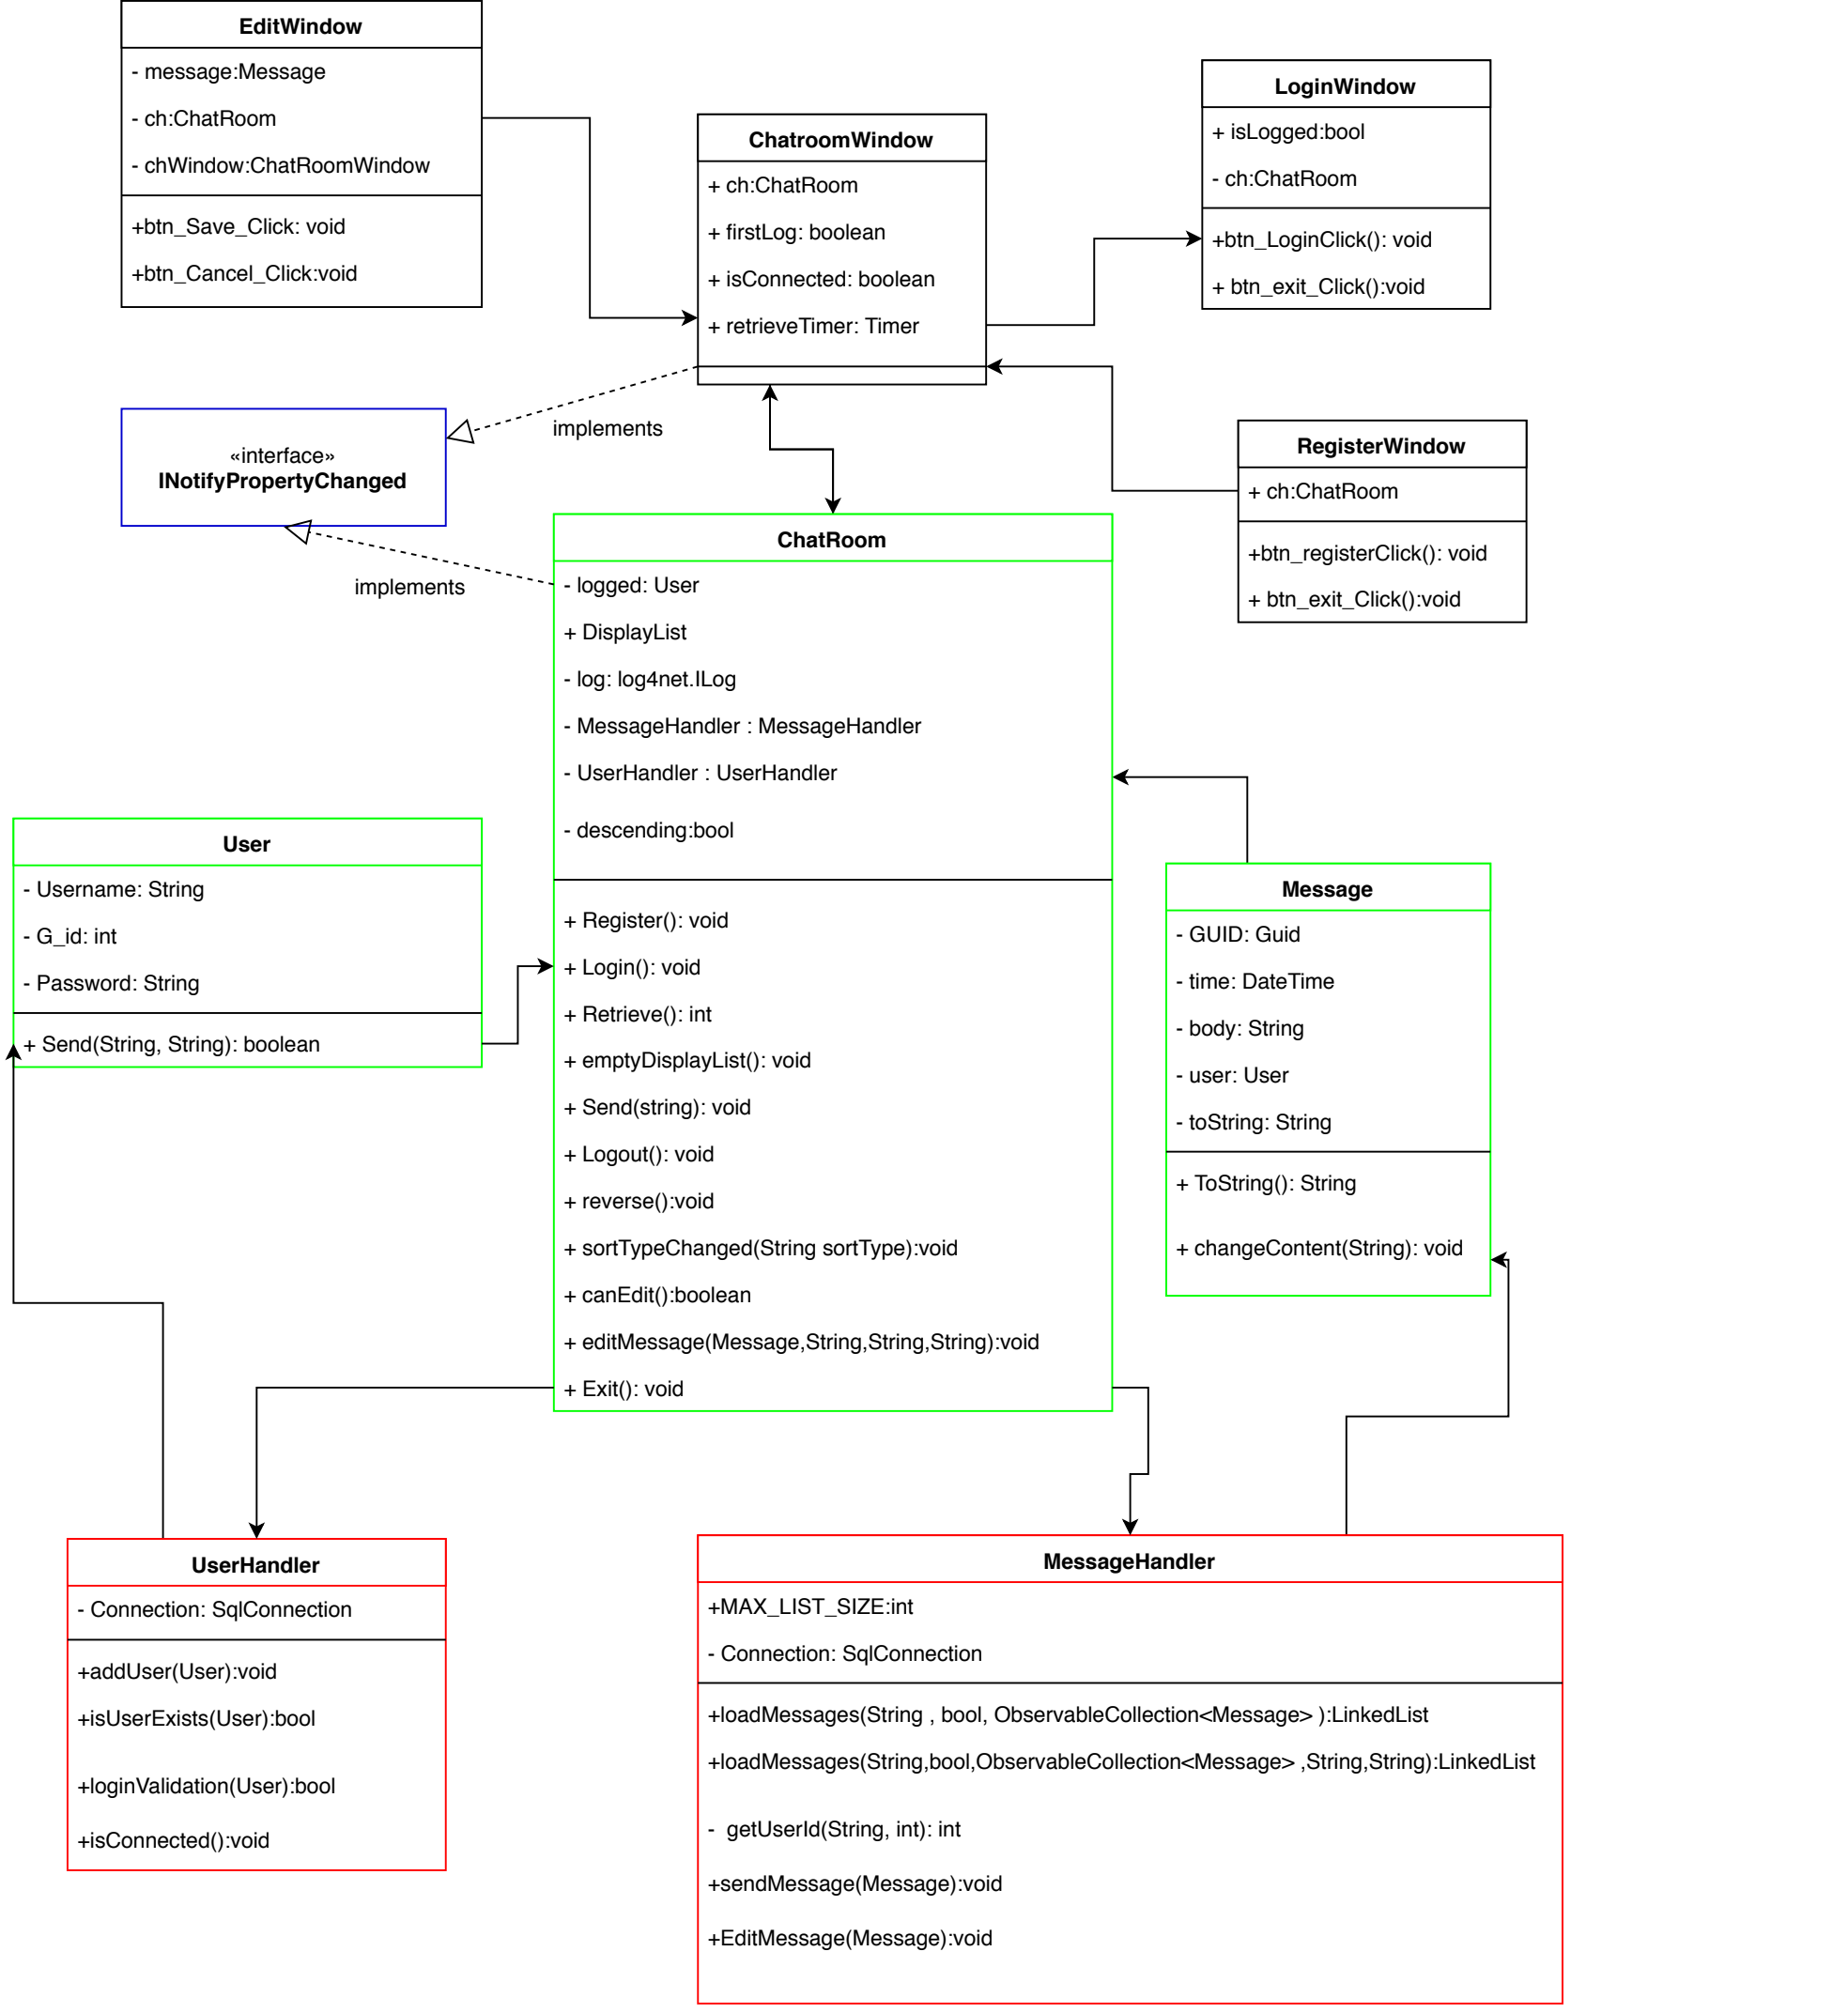 EditWindow
- message:Message
- ch:ChatRoom
- chWindow:ChatRoomWindow
+btn_Save_Click: void
+btn_Cancel_Click:void
ChatroomWindow
+ ch:ChatRoom
+ firstLog: boolean
+ isConnected: boolean
+ retrieveTimer: Timer
LoginWindow
+ isLogged:bool
- ch:ChatRoom
+btn_LoginClick(): void
+ btn_exit_Click():void
«interface»
INotifyPropertyChanged
implements
implements
RegisterWindow
+ ch:ChatRoom
+btn_registerClick(): void
+ btn_exit_Click():void
ChatRoom
- logged: User
+ DisplayList
- log: log4net.ILog
- MessageHandler : MessageHandler
- UserHandler : UserHandler
- descending:bool
+ Register(): void
+ Login(): void
+ Retrieve(): int
+ emptyDisplayList(): void
+ Send(string): void
+ Logout(): void
+ reverse():void
+ sortTypeChanged(String sortType):void
+ canEdit():boolean
+ editMessage(Message,String,String,String):void
+ Exit(): void
User
- Username: String
- G_id: int
- Password: String
+ Send(String, String): boolean
Message
- GUID: Guid
- time: DateTime
- body: String
- user: User
- toString: String
+ ToString(): String
+ changeContent(String): void
UserHandler
- Connection: SqlConnection
+addUser(User):void
+isUserExists(User):bool
+loginValidation(User):bool
+isConnected():void
MessageHandler
+MAX_LIST_SIZE:int
- Connection: SqlConnection
+loadMessages(String , bool, ObservableCollection<Message> ):LinkedList
+loadMessages(String,bool,ObservableCollection<Message> ,String,String):LinkedList
-  getUserId(String, int): int
+sendMessage(Message):void
+EditMessage(Message):void